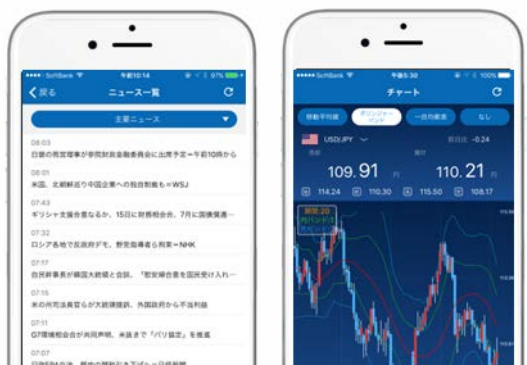 SoftBank
午前10:14
97%
戻る
ニュース一覧
主要ニュース
08:03
日銀の雨宮理事が参院財政金融委員会に出席予定=午前10時から
08:01
米国、北朝鮮巡り中国企業への独自制裁も=WSJ
07:43
ギリシャ支援合意なるか、15日に財務相会合、7月に国債償還…
07:32
ロシア各地で反政府デモ、野党指導者ら拘束=NHK
07:17
自民幹事長が韓国大統領と会談、「慰安婦合意を国民受け入れ…
07:15
米の州司法長官らが大統領提訴、外国政府から不当利益
07:11
G7環境相会合が共同声明、米抜きで「パリ協定」を推進
07:07
SoftBank
午後5:30
100%
チャート
移動平均線
ボリンジャーバンド
一目均衡表
なし
USD/JPY
前日比 -0.24
売値
買値
109.91 円
110.21 円
始 114.24
安 110.30
高 115.50
108.17
期間:20